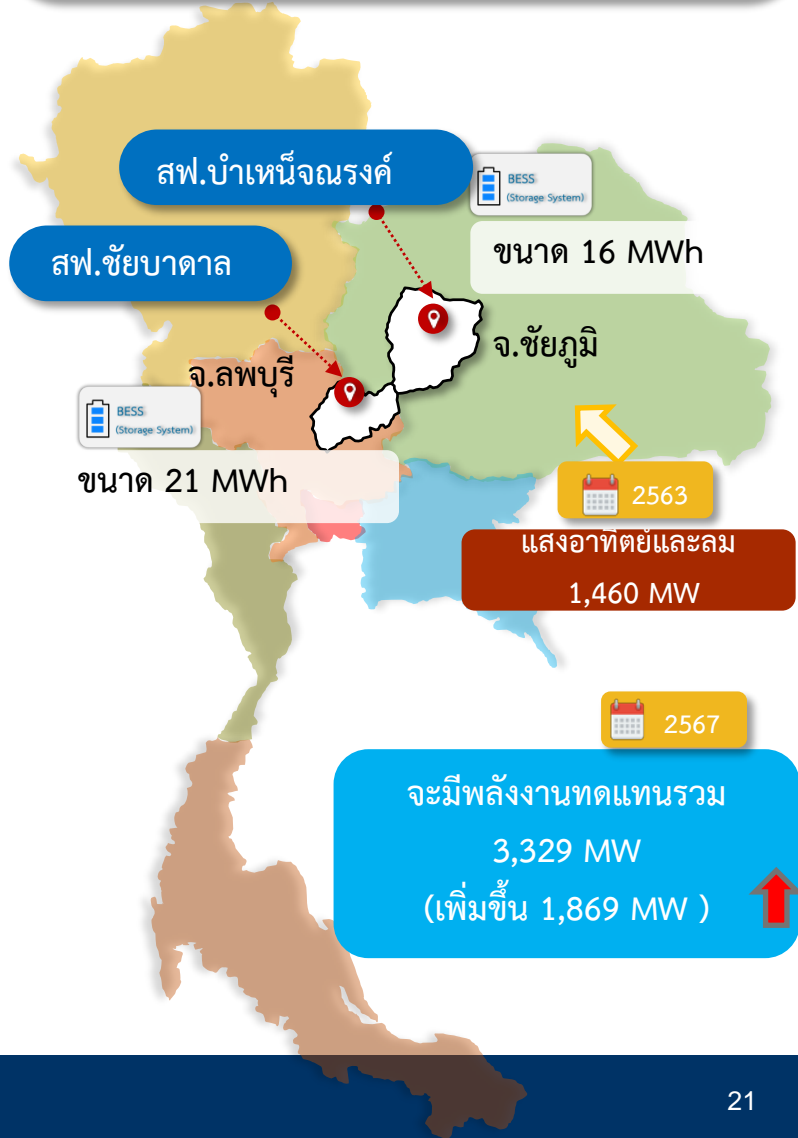 สฟ.บำเหน็จณรงค์
BESS
(Storage System)
ขนาด 16 MWh
สฟ.ชัยบาดาล
จ.ชัยภูมิ
จ.ลพบุรี
BESS
(Storage System)
ขนาด 21 MWh
2563
แสงอาทิตย์และลม
1,460 MW
2567
จะมีพลังงานทดแทนรวม
3,329 MW
(เพิ่มขึ้น 1,869 MW )
21